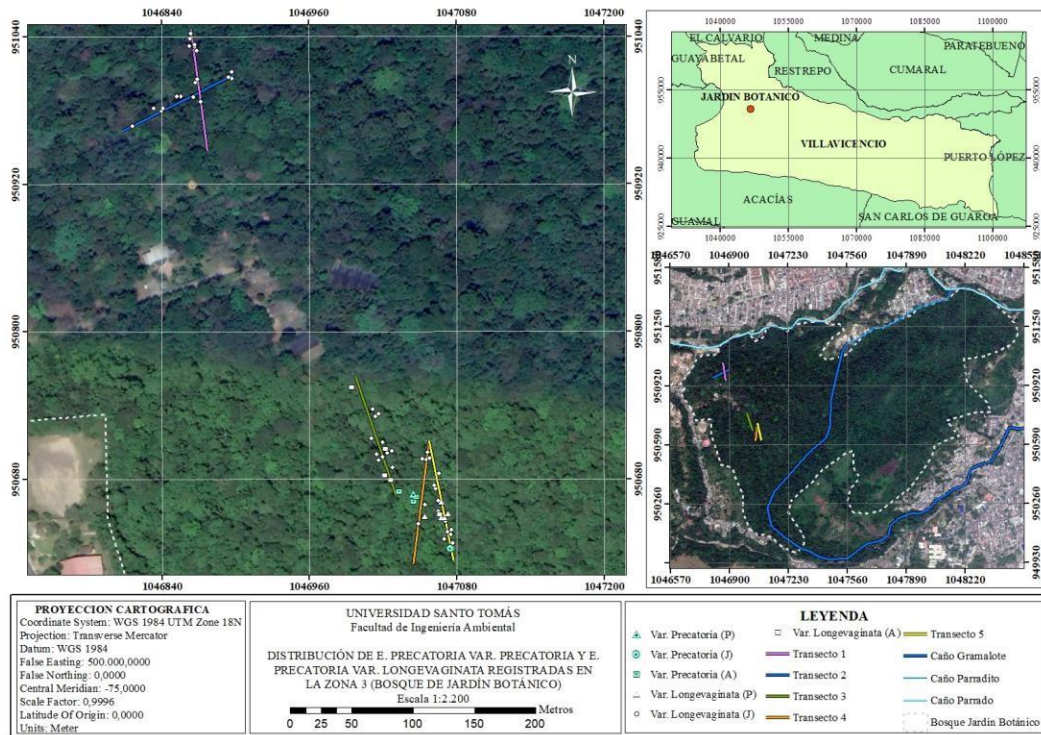 1046840 1046960 1047080 1047200
951040
950920
950800
950680
951040
950920
950800
950680
N
1046840 1046960 1047080 1047200
1040000 1055000 1070000 1085000 1100000
EL CALVARIO MEDINA PARATEBUENO
GUAYABETAL RESTREPO CUMARAL
JARDIN BOTANICO
VILLAVICENCIO
PUERTO LÓPEZ
ACACÍAS
SAN CARLOS DE GUAROA
GUAMAL
955000
940000
925000
955000
940000
925000
1040000 1055000 1070000 1085000 1100000
1046570 1046900 1047230 1047560 1047890 1048220
951250
950920
950590
950260
949930
951250
950920
950590
950260
949930
1046570 1046900 1047230 1047560 1047890 1048220
PROYECCION CARTOGRAFICA
Coordinate System: WGS 1984 UTM Zone 18N
Projection: Transverse Mercator
Datum: WGS 1984
False Easting: 500.000,0000
False Northing: 0,0000
Central Meridian: -75,0000
Scale Factor: 0,9996
Latitude Of Origin: 0,0000
Units: Meter
UNIVERSIDAD SANTO TOMÁS
Facultad de Ingeniería Ambiental
DISTRIBUCIÓN DE E. PRECATORIA VAR. PRECATORIA Y E.
PRECATORIA VAR. LONGEVAGINATA REGISTRADAS EN
LA ZONA 3 (BOSQUE DE JARDÍN BOTÁNICO)
Escala 1:2.200
Metros
0 25 50 100 150 200
LEYENDA
Var. Precatoria (P)
Var. Precatoria (J)
Var. Precatoria (A)
Var. Longevaginata (P)
Var. Longevaginata (J)
Var. Longevaginata (A)
Transecto 1
Transecto 2
Transecto 3
Transecto 4
Transecto 5
Caño Gramalote
Caño Parradito
Caño Parrado
Bosque Jardín Botánico